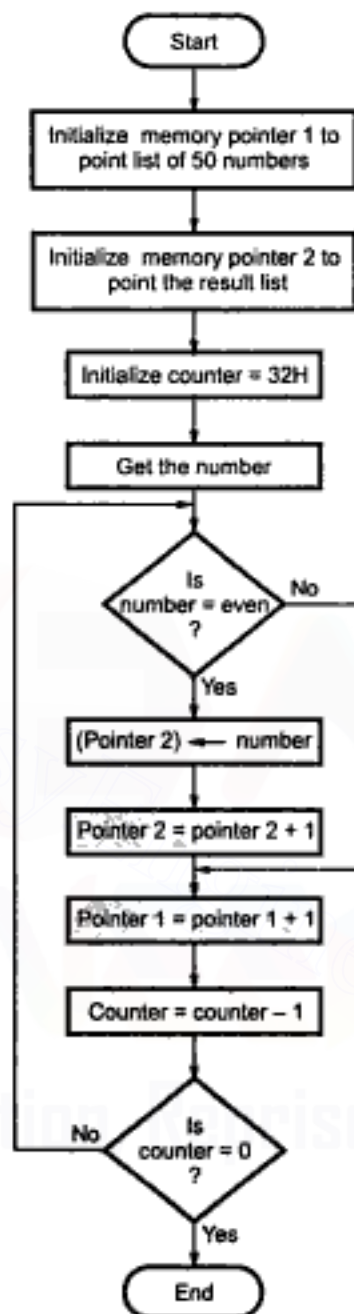 Start
Initialize memory pointer 1 to
point list of 50 numbers
Initialize memory pointer 2 to
point the result list
Initialize counter = 32H
Get the number
Is
number = even
?
No
Yes
(Pointer 2) ← number
Pointer 2 = pointer 2 + 1
Pointer 1 = pointer 1 + 1
Counter = counter – 1
Is
counter = 0
?
No
Yes
End